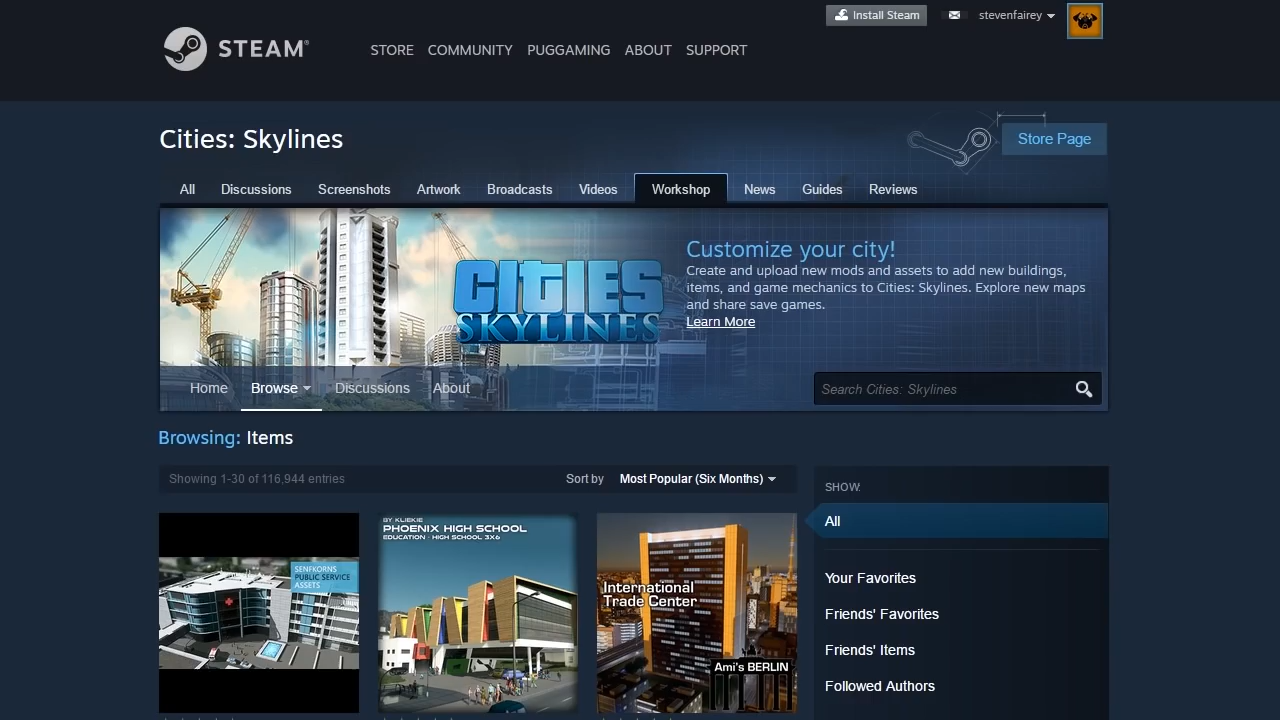 Install Steam
stevenfairey
STEAM®
STORE COMMUNITY PUGGAMING ABOUT SUPPORT
Cities: Skylines
Store Page
All Discussions Screenshots Artwork Broadcasts Videos Workshop News Guides Reviews
CITIES
SKYLINES
Customize your city!
Create and upload new mods and assets to add new buildings,
items, and game mechanics to Cities: Skylines. Explore new maps
and share save games.
Learn More
Home Browse Discussions About
Search Cities: Skylines
Browsing: Items
Showing 1-30 of 116,944 entries
Sort by Most Popular (Six Months)
SENFKORNS
PUBLIC SERVICE
ASSETS
BY KLIEKIE
PHOENIX HIGH SCHOOL
EDUCATION - HIGH SCHOOL 3X6
International
Trade Center
Ami's BERLIN
SHOW:
All
Your Favorites
Friends' Favorites
Friends' Items
Followed Authors